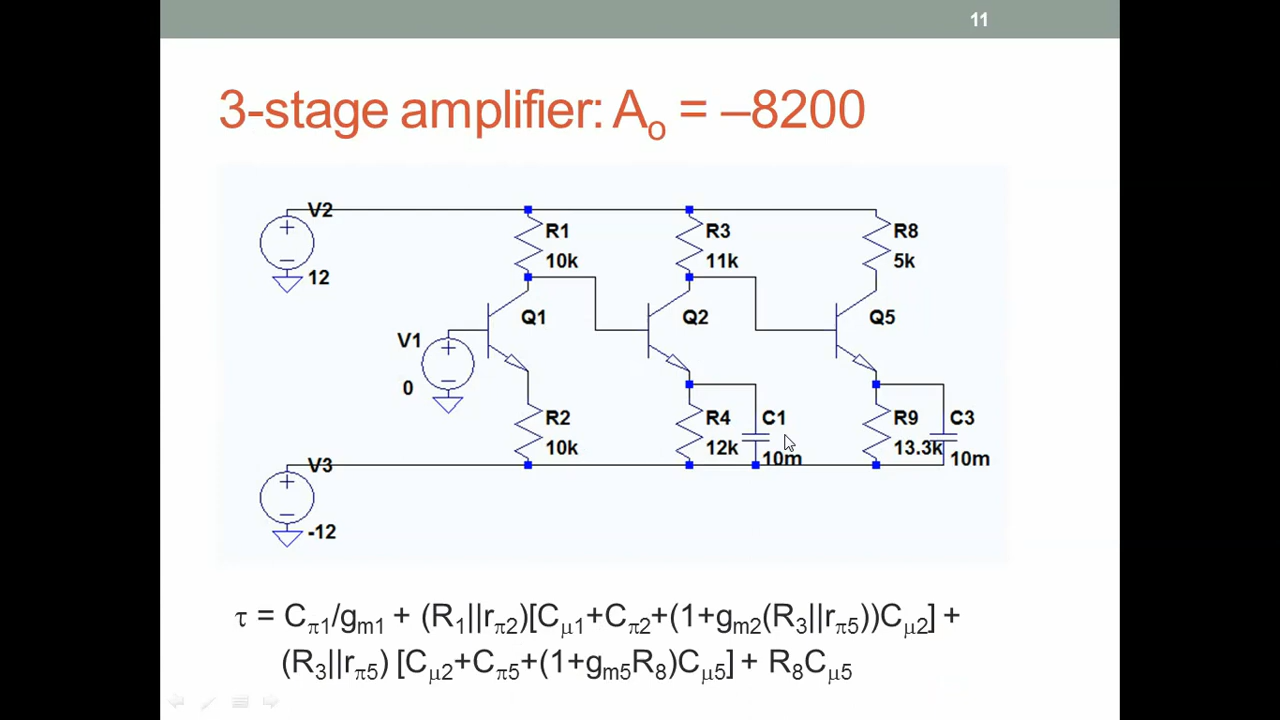 11
3-stage amplifier: Ao = –8200
V2
R1
R3
R8
10k
11k
5k
12
Q1
Q2
Q5
V1
0
R2
R4
C1
R9
C3
10k
12k
10m
13.3k
10m
V3
-12
τ = Cπ1/gm1 + (R1||rπ2)[Cμ1+Cπ2+(1+gm2(R3||rπ5))Cμ2] +
(R3||rπ5) [Cμ2+Cπ5+(1+gm5R8)Cμ5] + R8Cμ5